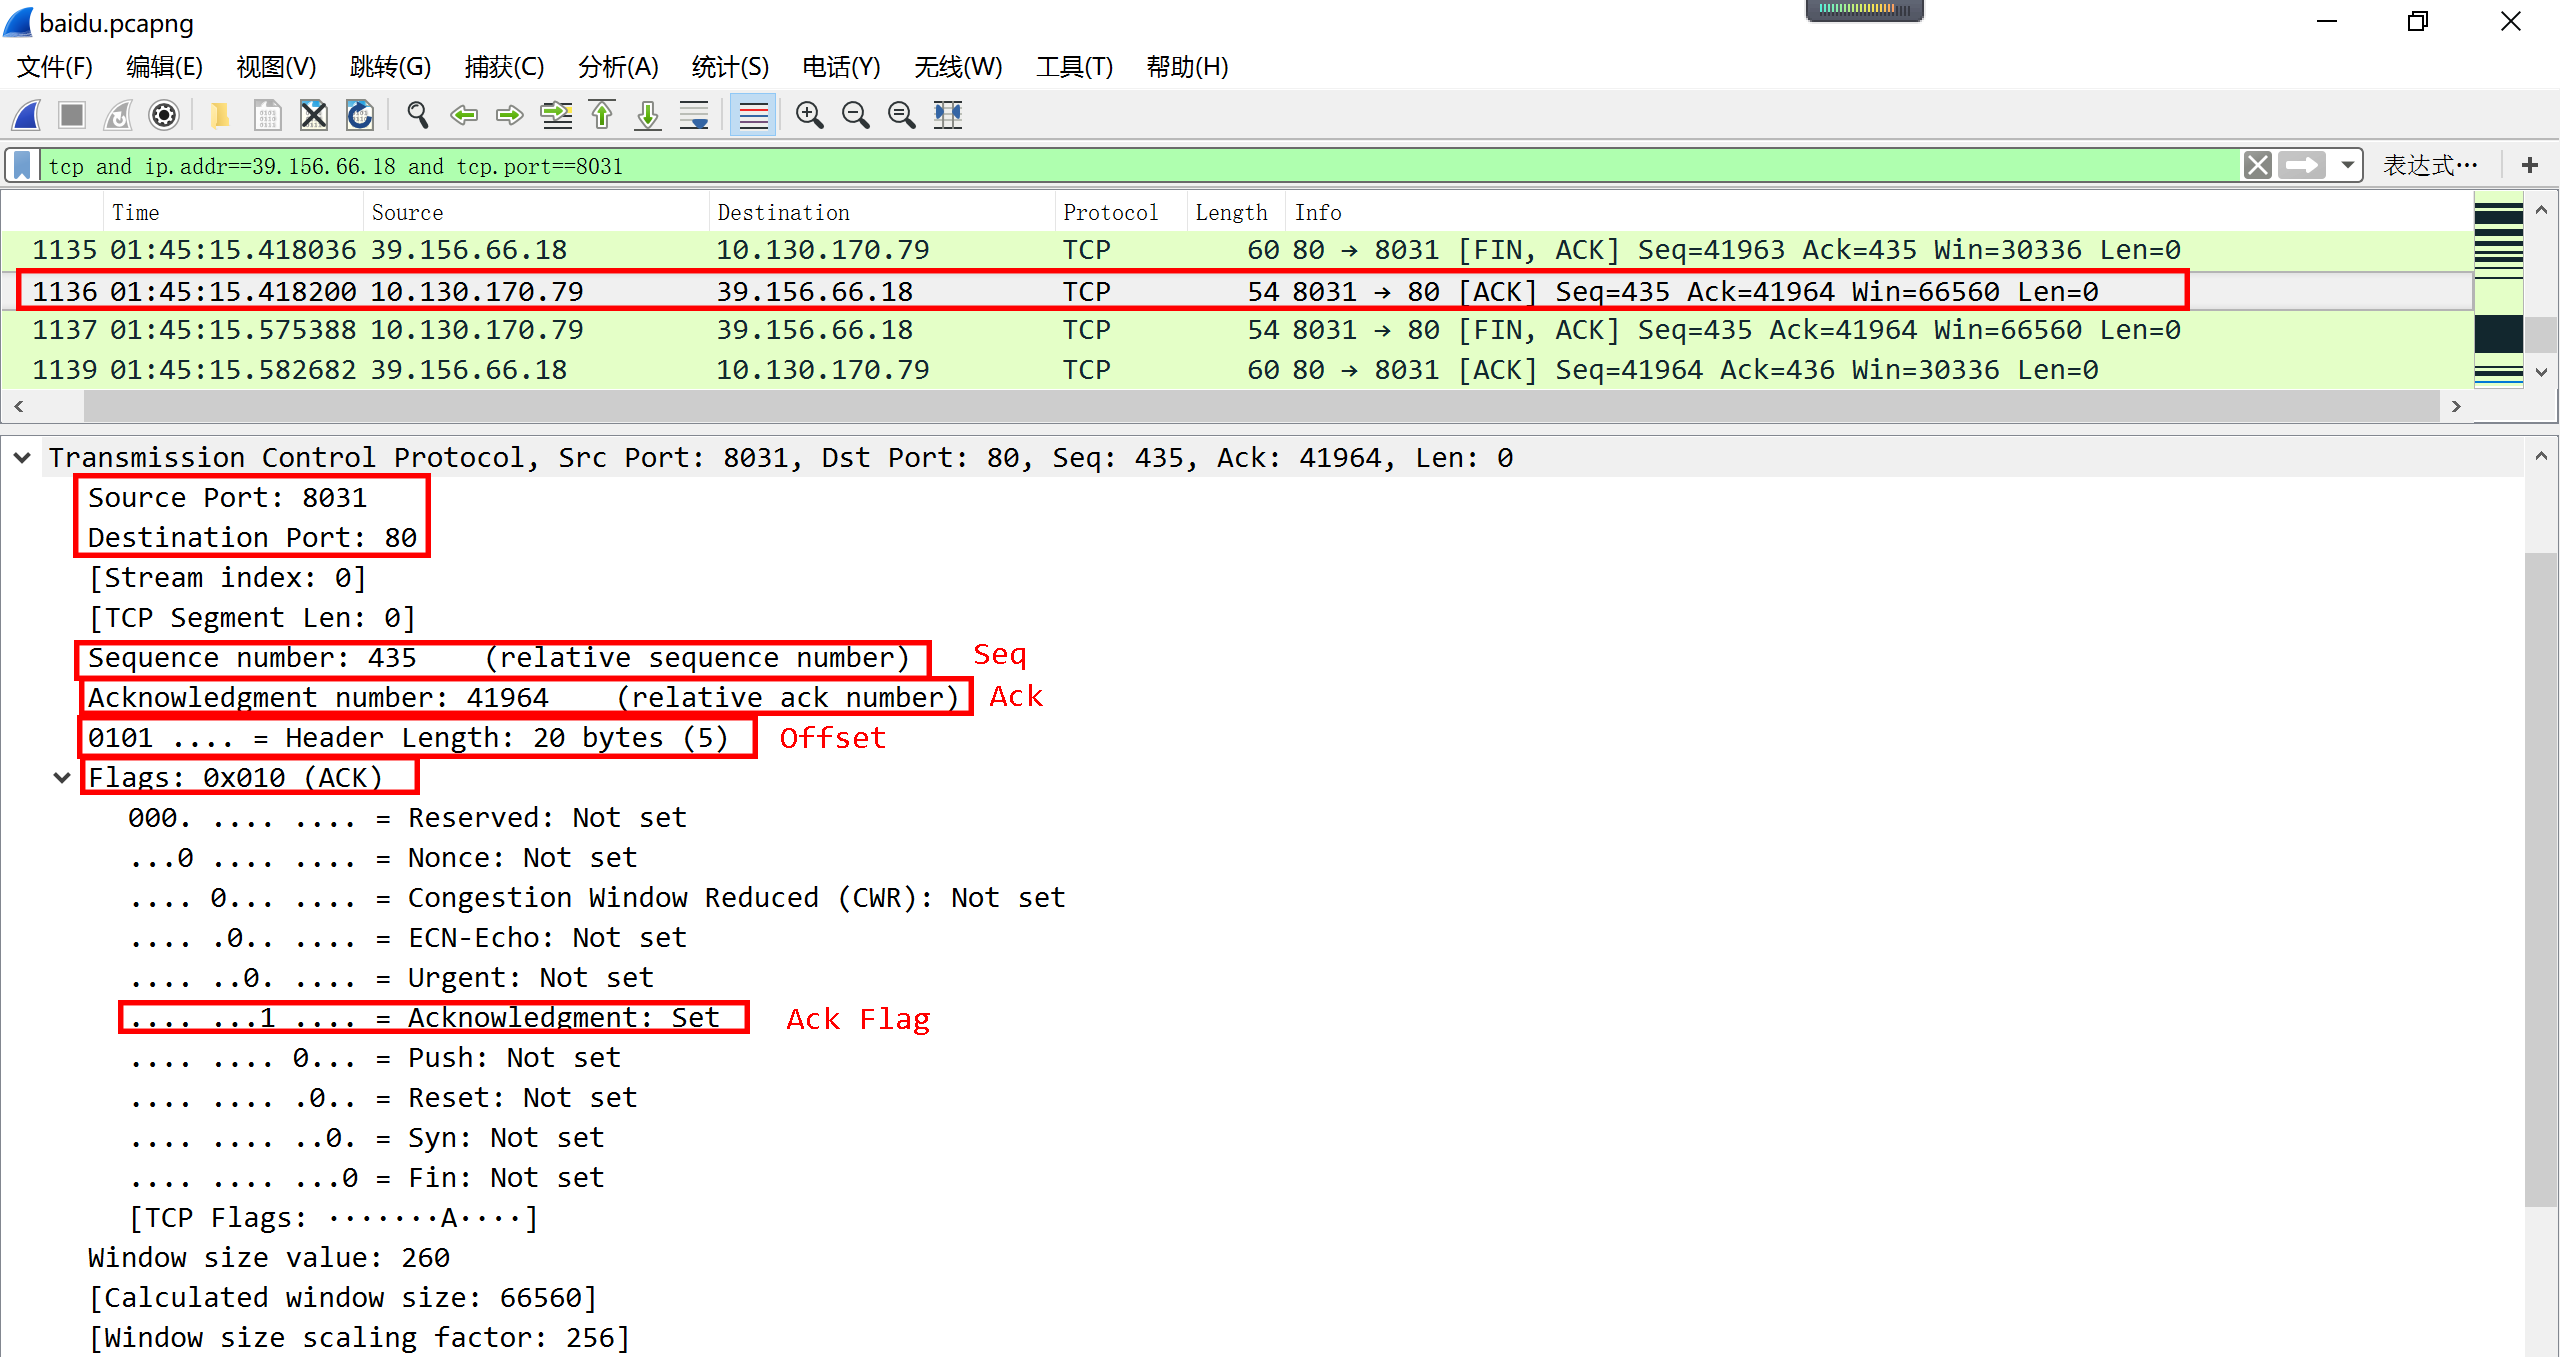 baidu.pcapng
文件(F) 编辑(E) 视图(V) 跳转(G) 捕获(C) 分析(A) 统计(S) 电话(Y) 无线(W) 工具(T) 帮助(H)
tcp and ip.addr==39.156.66.18 and tcp.port==8031 表达式… +
Time Source Destination Protocol Length Info
1135 01:45:15.418036 39.156.66.18 10.130.170.79 TCP 60 80 → 8031 [FIN, ACK] Seq=41963 Ack=435 Win=30336 Len=0
1136 01:45:15.418200 10.130.170.79 39.156.66.18 TCP 54 8031 → 80 [ACK] Seq=435 Ack=41964 Win=66560 Len=0
1137 01:45:15.575388 10.130.170.79 39.156.66.18 TCP 54 8031 → 80 [FIN, ACK] Seq=435 Ack=41964 Win=66560 Len=0
1139 01:45:15.582682 39.156.66.18 10.130.170.79 TCP 60 80 → 8031 [ACK] Seq=41964 Ack=436 Win=30336 Len=0
Transmission Control Protocol, Src Port: 8031, Dst Port: 80, Seq: 435, Ack: 41964, Len: 0
Source Port: 8031
Destination Port: 80
[Stream index: 0]
[TCP Segment Len: 0]
Sequence number: 435 (relative sequence number) Seq
Acknowledgment number: 41964 (relative ack number) Ack
0101 .... = Header Length: 20 bytes (5) Offset
Flags: 0x010 (ACK)
000. .... .... = Reserved: Not set
...0 .... .... = Nonce: Not set
.... 0... .... = Congestion Window Reduced (CWR): Not set
.... .0.. .... = ECN-Echo: Not set
.... ..0. .... = Urgent: Not set
.... ...1 .... = Acknowledgment: Set Ack Flag
.... .... 0... = Push: Not set
.... .... .0.. = Reset: Not set
.... .... ..0. = Syn: Not set
.... .... ...0 = Fin: Not set
[TCP Flags: ·······A····]
Window size value: 260
[Calculated window size: 66560]
[Window size scaling factor: 256]